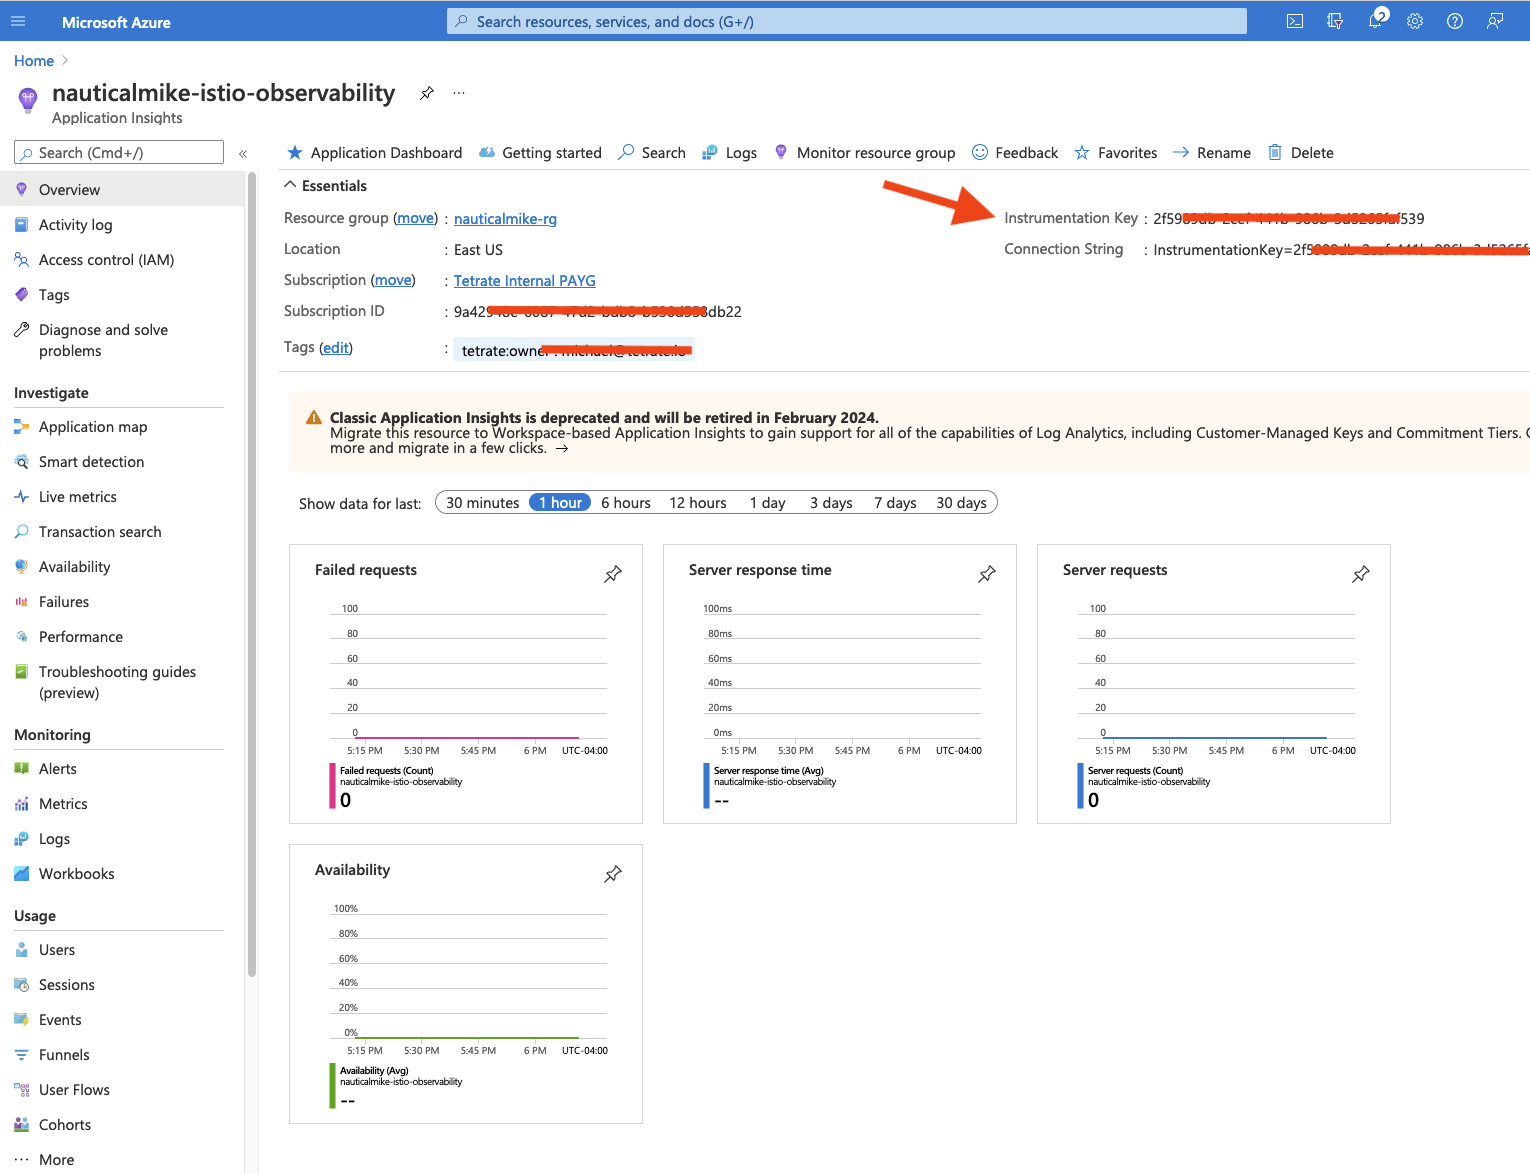 Microsoft Azure
Search resources, services, and docs (G+/)
2
Home
nauticalmike-istio-observability
...
Application Insights
Search (Cmd+/)
«
Application Dashboard
Getting started
Search
Logs
Monitor resource group
Feedback
Favorites
Rename
Delete
Overview
Activity log
Access control (IAM)
Tags
Diagnose and solve
problems
Investigate
Application map
Smart detection
Live metrics
Transaction search
Availability
Failures
Performance
Troubleshooting guides
(preview)
Monitoring
Alerts
Metrics
Logs
Workbooks
Usage
Users
Sessions
Events
Funnels
User Flows
Cohorts
... More
Essentials
Resource group (move) : nauticalmike-rg
Location : East US
Subscription (move) : Tetrate Internal PAYG
Subscription ID : 9a429 db22
Tags (edit) : tetrate:owner
Instrumentation Key : 2f59 539
Connection String : InstrumentationKey=2f5
Classic Application Insights is deprecated and will be retired in February 2024.
Migrate this resource to Workspace-based Application Insights to gain support for all of the capabilities of Log Analytics, including Customer-Managed Keys and Commitment Tiers.
more and migrate in a few clicks. →
Show data for last: 30 minutes 1 hour 6 hours 12 hours 1 day 3 days 7 days 30 days
Failed requests
100
80
60
40
20
0
5:15 PM 5:30 PM 5:45 PM 6 PM UTC-04:00
Failed requests (Count)
nauticalmike-istio-observability
0
Server response time
100ms
80ms
60ms
40ms
20ms
0ms
5:15 PM 5:30 PM 5:45 PM 6 PM UTC-04:00
Server response time (Avg)
nauticalmike-istio-observability
--
Server requests
100
80
60
40
20
0
5:15 PM 5:30 PM 5:45 PM 6 PM UTC-04:00
Server requests (Count)
nauticalmike-istio-observability
0
Availability
100%
80%
60%
40%
20%
0%
5:15 PM 5:30 PM 5:45 PM 6 PM UTC-04:00
Availability (Avg)
nauticalmike-istio-observability
--